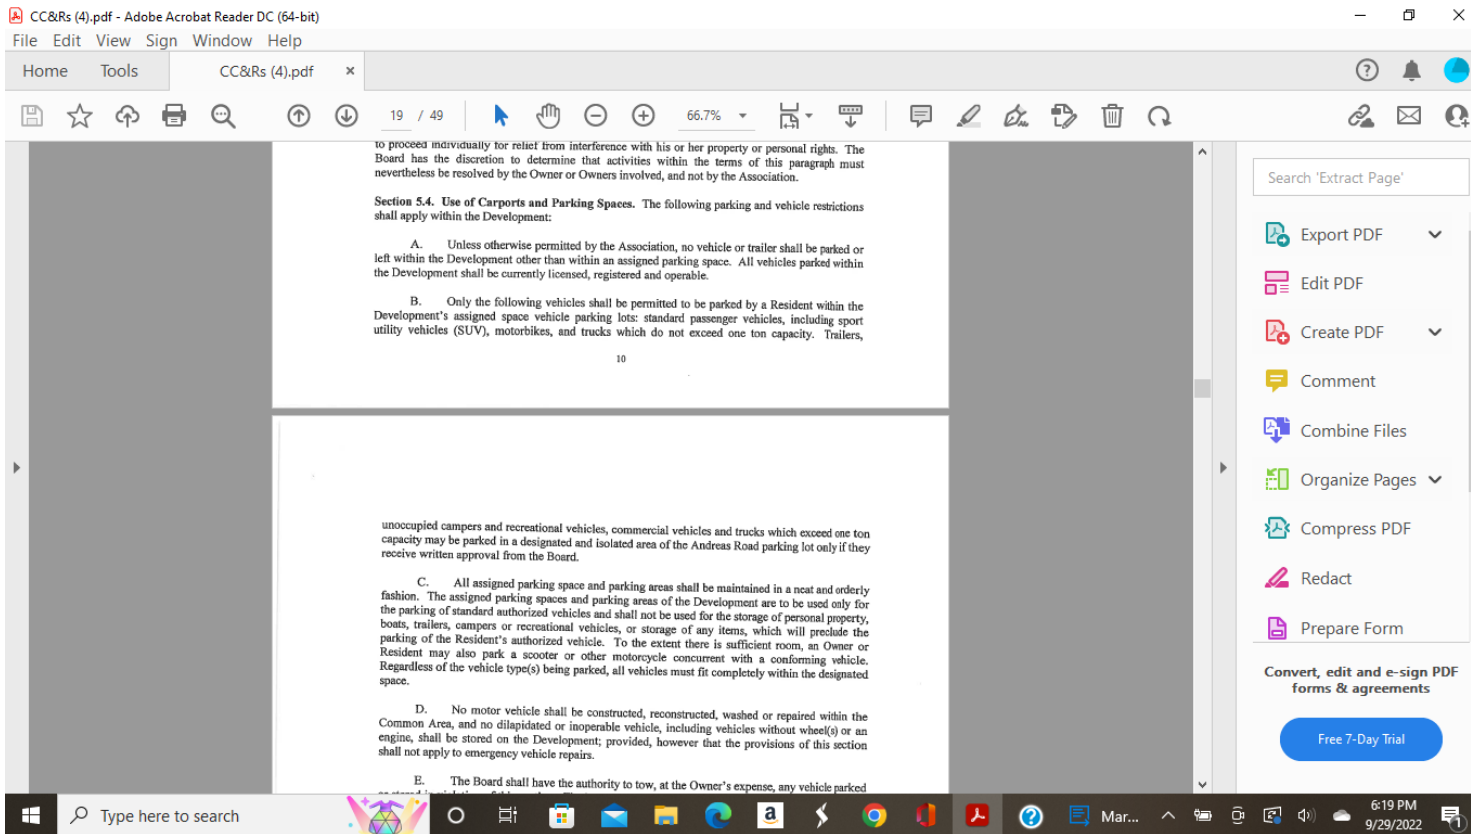 CC&Rs (4).pdf - Adobe Acrobat Reader DC (64-bit)
File Edit View Sign Window Help
Home Tools CC&Rs (4).pdf ×
19 / 49 66.7%
to proceed individually for relief from interference with his or her property or personal rights. The
Board has the discretion to determine that activities within the terms of this paragraph must
nevertheless be resolved by the Owner or Owners involved, and not by the Association.
Section 5.4. Use of Carports and Parking Spaces. The following parking and vehicle restrictions
shall apply within the Development:
A. Unless otherwise permitted by the Association, no vehicle or trailer shall be parked or
left within the Development other than within an assigned parking space. All vehicles parked within
the Development shall be currently licensed, registered and operable.
B. Only the following vehicles shall be permitted to be parked by a Resident within the
Development's assigned space vehicle parking lots: standard passenger vehicles, including sport
utility vehicles (SUV), motorbikes, and trucks which do not exceed one ton capacity. Trailers,
10
unoccupied campers and recreational vehicles, commercial vehicles and trucks which exceed one ton
capacity may be parked in a designated and isolated area of the Andreas Road parking lot only if they
receive written approval from the Board.
C. All assigned parking space and parking areas shall be maintained in a neat and orderly
fashion. The assigned parking spaces and parking areas of the Development are to be used only for
the parking of standard authorized vehicles and shall not be used for the storage of personal property,
boats, trailers, campers or recreational vehicles, or storage of any items, which will preclude the
parking of the Resident's authorized vehicle. To the extent there is sufficient room, an Owner or
Resident may also park a scooter or other motorcycle concurrent with a conforming vehicle.
Regardless of the vehicle type(s) being parked, all vehicles must fit completely within the designated
space.
D. No motor vehicle shall be constructed, reconstructed, washed or repaired within the
Common Area, and no dilapidated or inoperable vehicle, including vehicles without wheel(s) or an
engine, shall be stored on the Development; provided, however that the provisions of this section
shall not apply to emergency vehicle repairs.
E. The Board shall have the authority to tow, at the Owner's expense, any vehicle parked
Search 'Extract Page'
Export PDF
Edit PDF
Create PDF
Comment
Combine Files
Organize Pages
Compress PDF
Redact
Prepare Form
Convert, edit and e-sign PDF
forms & agreements
Free 7-Day Trial
Type here to search
Mar...
6:19 PM
9/29/2022
1